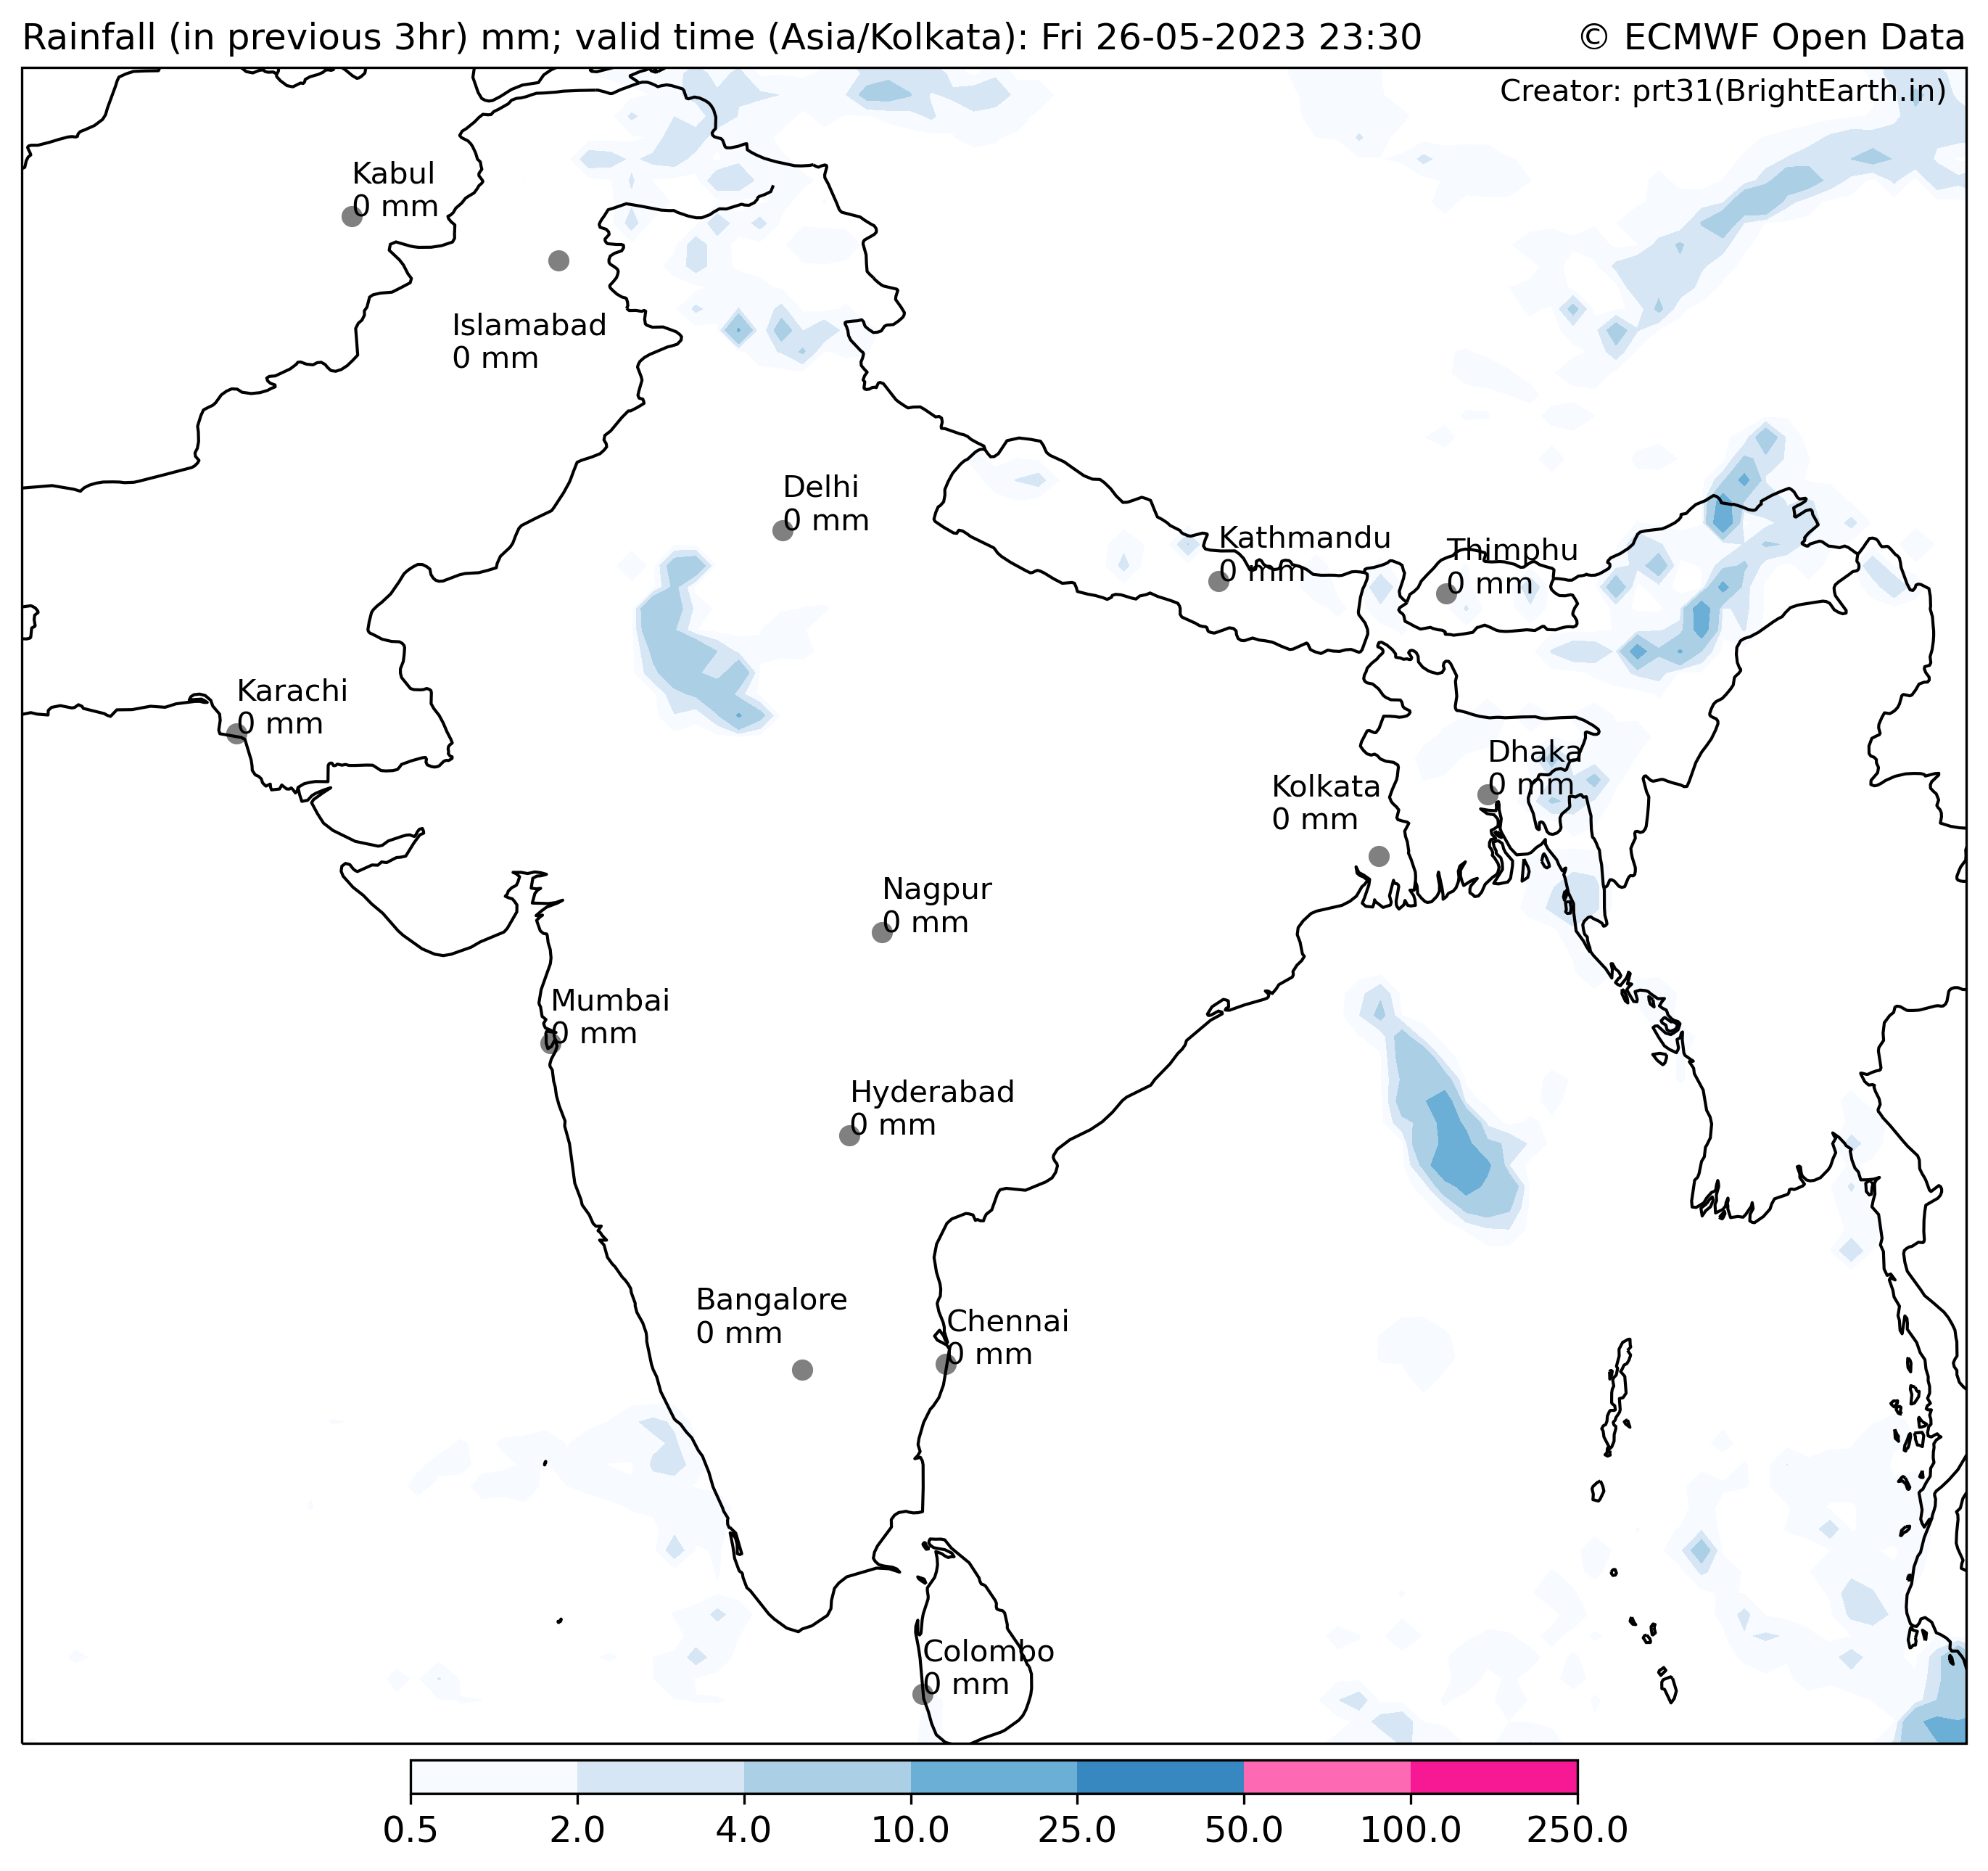 Rainfall (in previous 3hr) mm; valid time (Asia/Kolkata): Fri 26-05-2023 23:30
© ECMWF Open Data
Creator: prt31(BrightEarth.in)
Kabul
0 mm
Islamabad
0 mm
Delhi
0 mm
Kathmandu
0 mm
Thimphu
0 mm
Karachi
0 mm
Dhaka
0 mm
Kolkata
0 mm
Nagpur
0 mm
Mumbai
0 mm
Hyderabad
0 mm
Bangalore
0 mm
Chennai
0 mm
Colombo
0 mm
0.5 2.0 4.0 10.0 25.0 50.0 100.0 250.0